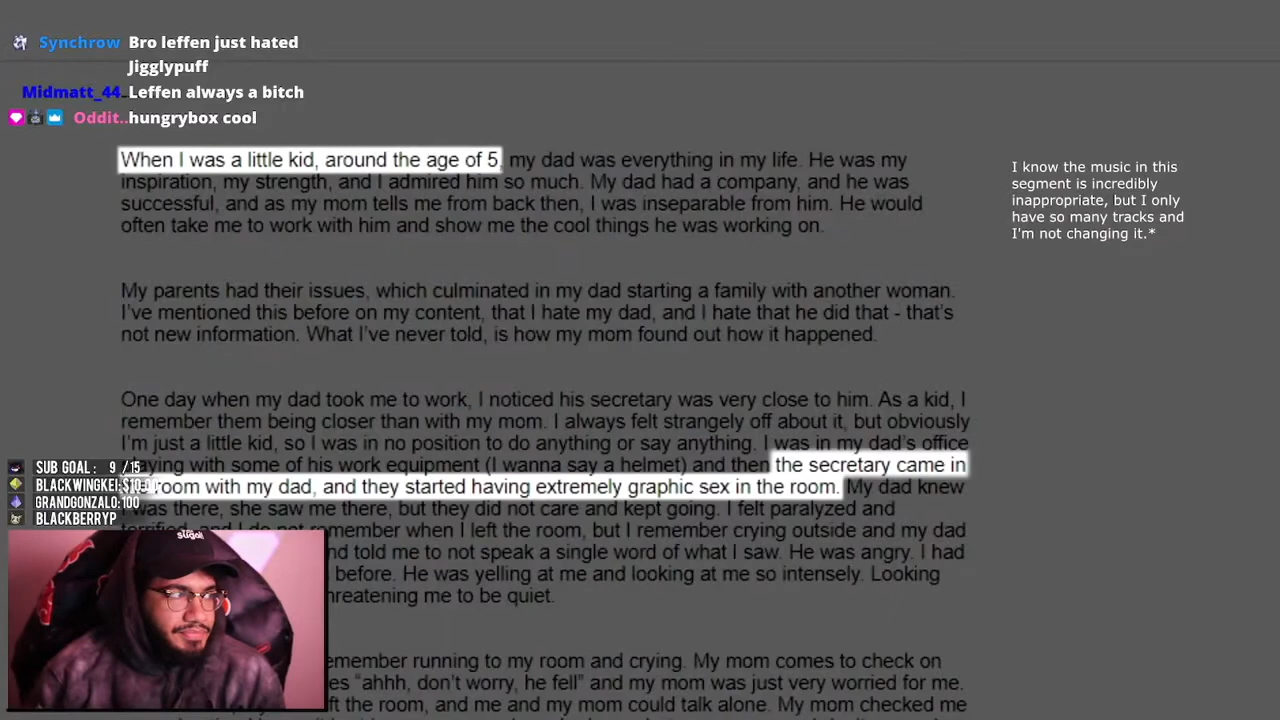 Synchrow Bro leffen just hated
Jigglypuff
Midmatt_44 Leffen always a bitch
Oddit.. hungrybox cool
When I was a little kid, around the age of 5, my dad was everything in my life. He was my
inspiration, my strength, and I admired him so much. My dad had a company, and he was
successful, and as my mom tells me from back then, I was inseparable from him. He would
often take me to work with him and show me the cool things he was working on.
I know the music in this
segment is incredibly
inappropriate, but I only
have so many tracks and
I'm not changing it.*
My parents had their issues, which culminated in my dad starting a family with another woman.
I've mentioned this before on my content, that I hate my dad, and I hate that he did that - that's
not new information. What I've never told, is how my mom found out how it happened.
One day when my dad took me to work, I noticed his secretary was very close to him. As a kid, I
remember them being closer than with my mom. I always felt strangely off about it, but obviously
I'm just a little kid, so I was in no position to do anything or say anything. I was in my dad's office
with some of his work equipment (I wanna say a helmet) and then the secretary came in
room with my dad, and they started having extremely graphic sex in the room. My dad knew
was there, she saw me there, but they did not care and kept going. I felt paralyzed and
and I do not remember when I left the room, but I remember crying outside and my dad
told me to not speak a single word of what I saw. He was angry. I had
before. He was yelling at me and looking at me so intensely. Looking
me to be quiet.
running to my room and crying. My mom comes to check on
"ahhh, don't worry, he fell" and my mom was just very worried for me.
the room, and me and my mom could talk alone. My mom checked me
SUB GOAL: 9 /15
BLACKWINGKEI: $10.00
GRANDGONZALO: 100
BLACKBERRYP
sugoi